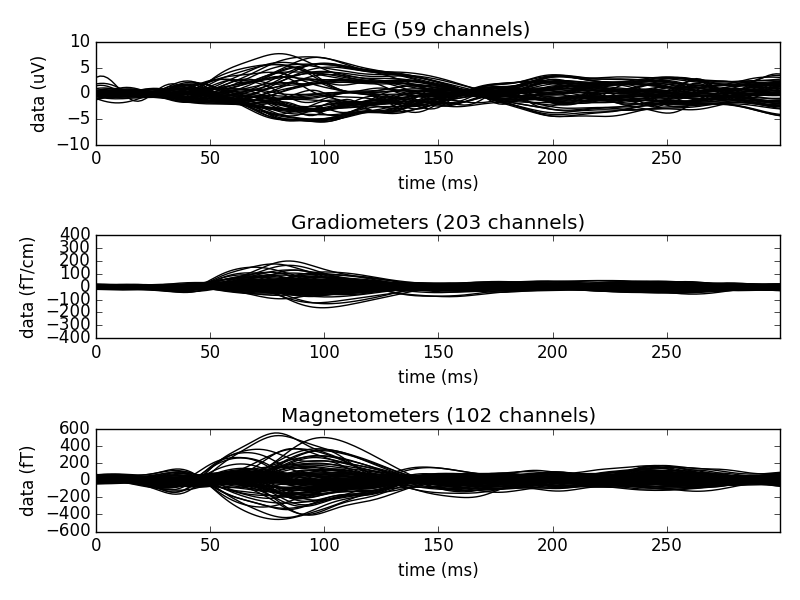 EEG (59 channels)
10
5
0
−5
−10
data (uV)
0 50 100 150 200 250
time (ms)
Gradiometers (203 channels)
400
300
200
100
0
−100
−200
−300
−400
data (fT/cm)
0 50 100 150 200 250
time (ms)
Magnetometers (102 channels)
600
400
200
0
−200
−400
−600
data (fT)
0 50 100 150 200 250
time (ms)